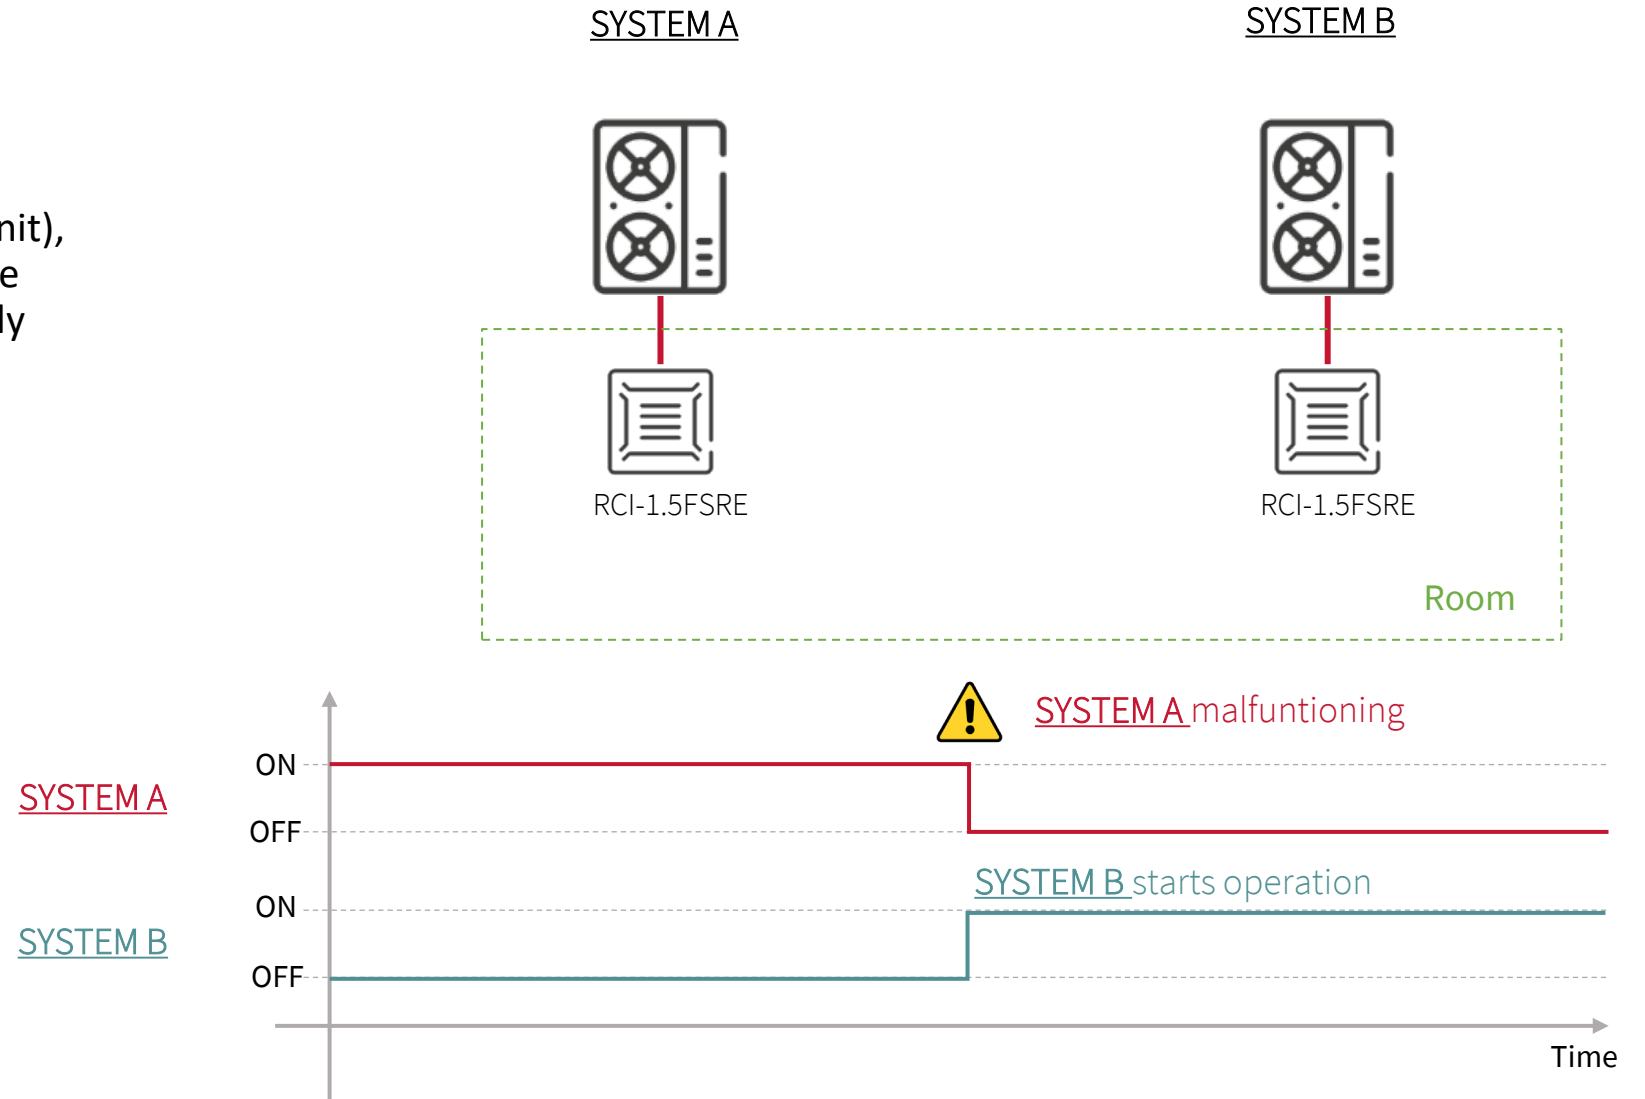 SYSTEM A
SYSTEM B
nit),
e
ly
RCI-1.5FSRE
RCI-1.5FSRE
Room
SYSTEM A malfuntioning
ON
SYSTEM A
OFF
SYSTEM B starts operation
ON
SYSTEM B
OFF
Time